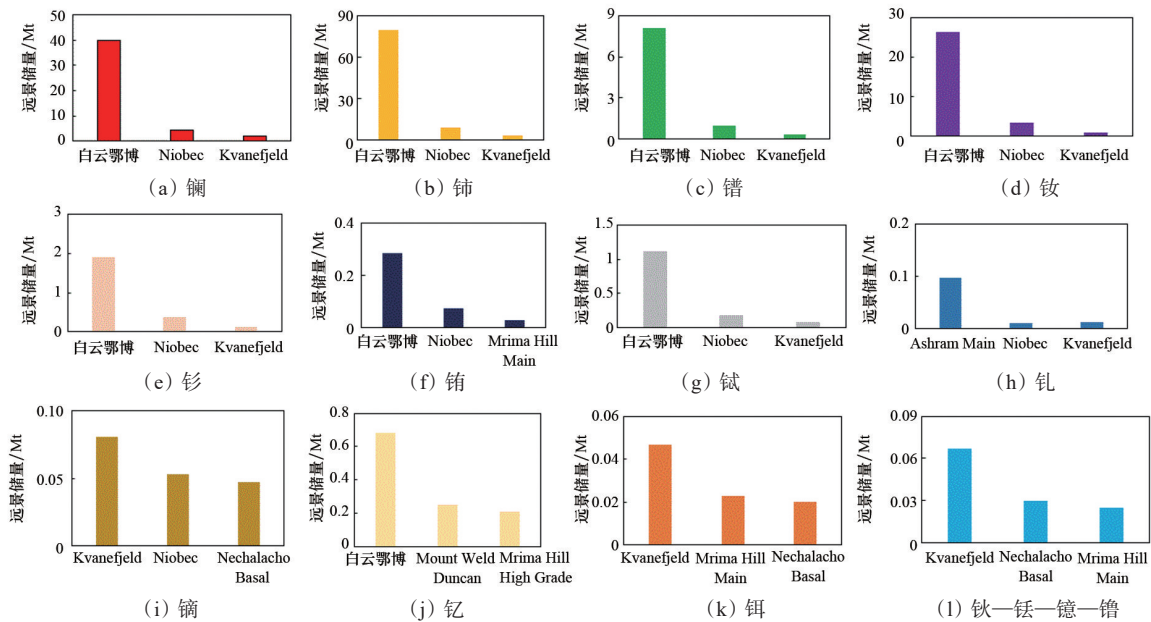 远景储量/Mt
50
40
30
20
10
0
白云鄂博 Niobec Kvanefjeld
(a) 镧
远景储量/Mt
90
60
30
0
白云鄂博 Niobec Kvanefjeld
(b) 铈
远景储量/Mt
9
6
3
0
白云鄂博 Niobec Kvanefjeld
(c) 镨
远景储量/Mt
30
20
10
0
白云鄂博 Niobec Kvanefjeld
(d) 钕
远景储量/Mt
3
2
1
0
白云鄂博 Niobec Kvanefjeld
(e) 钐
远景储量/Mt
0.4
0.2
0
白云鄂博 Niobec Mrima Hill
Main
(f) 铕
远景储量/Mt
1.5
1
0.5
0
白云鄂博 Niobec Kvanefjeld
(g) 铽
远景储量/Mt
0.2
0.1
0
Ashram Main Niobec Kvanefjeld
(h) 钆
远景储量/Mt
0.10
0.05
0
Kvanefjeld Niobec Nechalacho
Basal
(i) 镝
远景储量/Mt
0.8
0.6
0.4
0.2
0
白云鄂博 Mount Weld Mrima Hill
Duncan High Grade
(j) 钇
远景储量/Mt
0.06
0.04
0.02
0
Kvanefjeld Mrima Hill Nechalacho
Main Basal
(k) 铒
远景储量/Mt
0.09
0.06
0.03
0
Kvanefjeld Nechalacho Mrima Hill
Basal Main
(l) 钬—铥—镱—镥